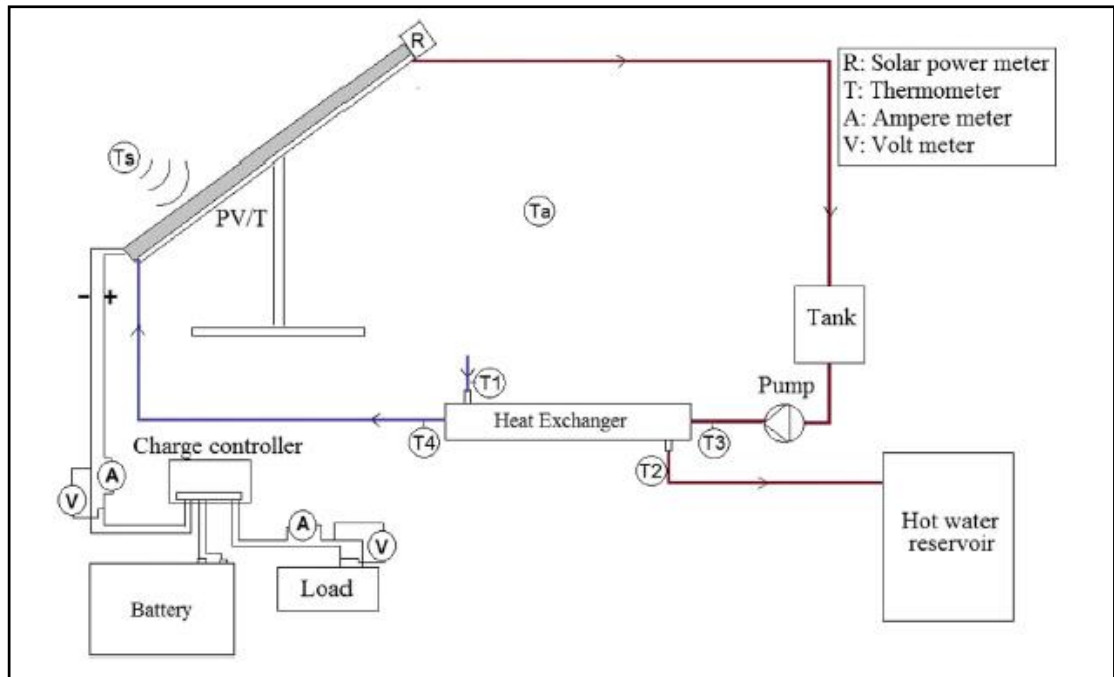 R
R: Solar power meter
T: Thermometer
A: Ampere meter
V: Volt meter
Ts
PV/T
Ta
- +
Tank
Pump
T1
Heat Exchanger
T4
T3
T2
Charge controller
A
V
A
V
Load
Battery
Hot water
reservoir